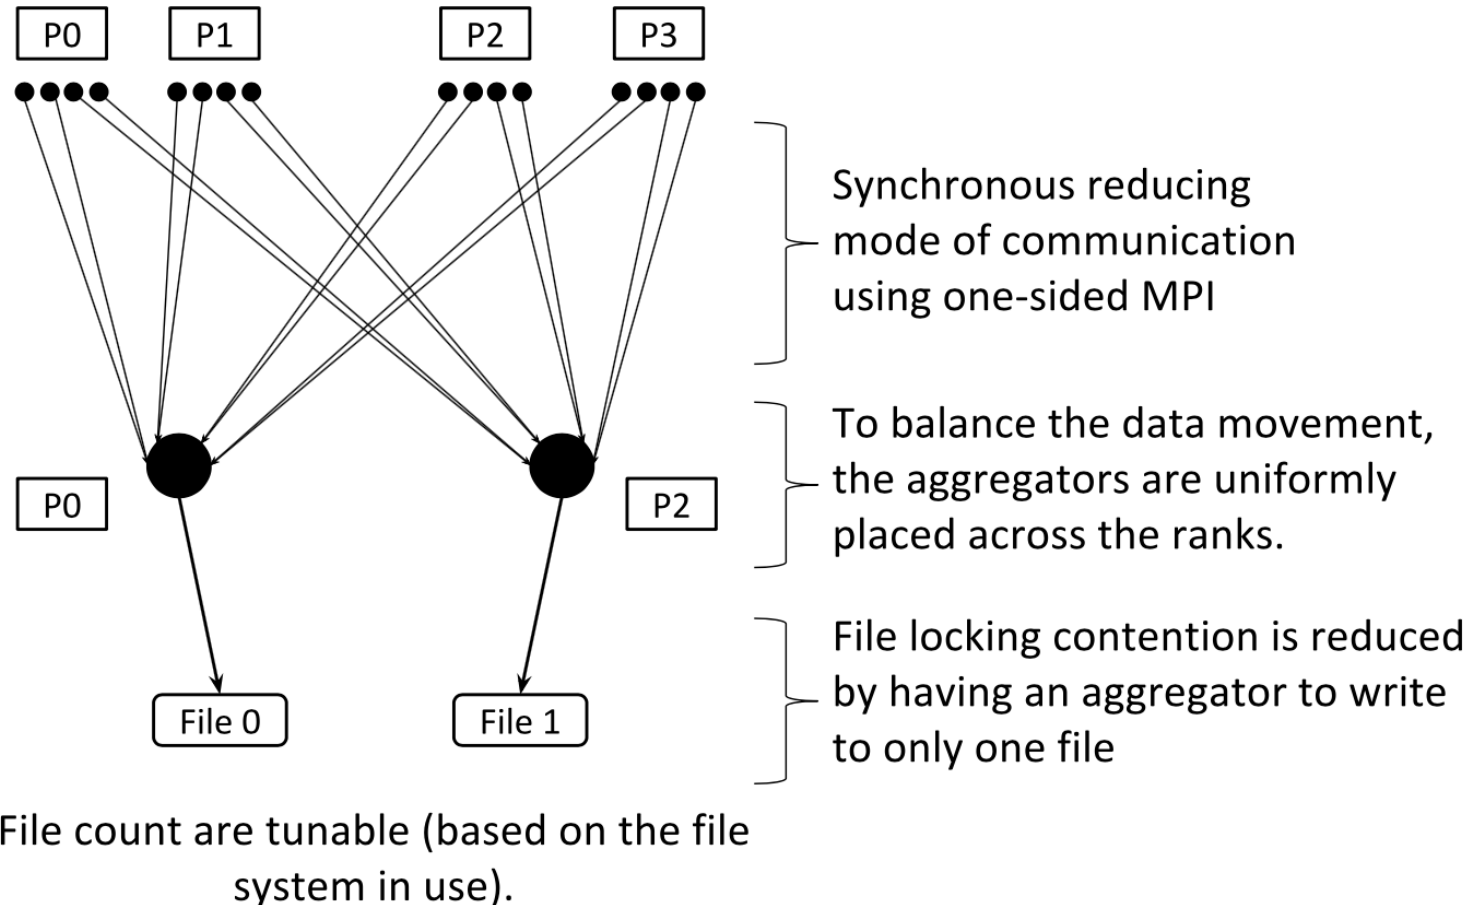 P0 P1 P2 P3
Synchronous reducing
mode of communication
using one-sided MPI
To balance the data movement,
the aggregators are uniformly
placed across the ranks.
P0 P2
File locking contention is reduced
by having an aggregator to write
to only one file
File 0 File 1
File count are tunable (based on the file
system in use).